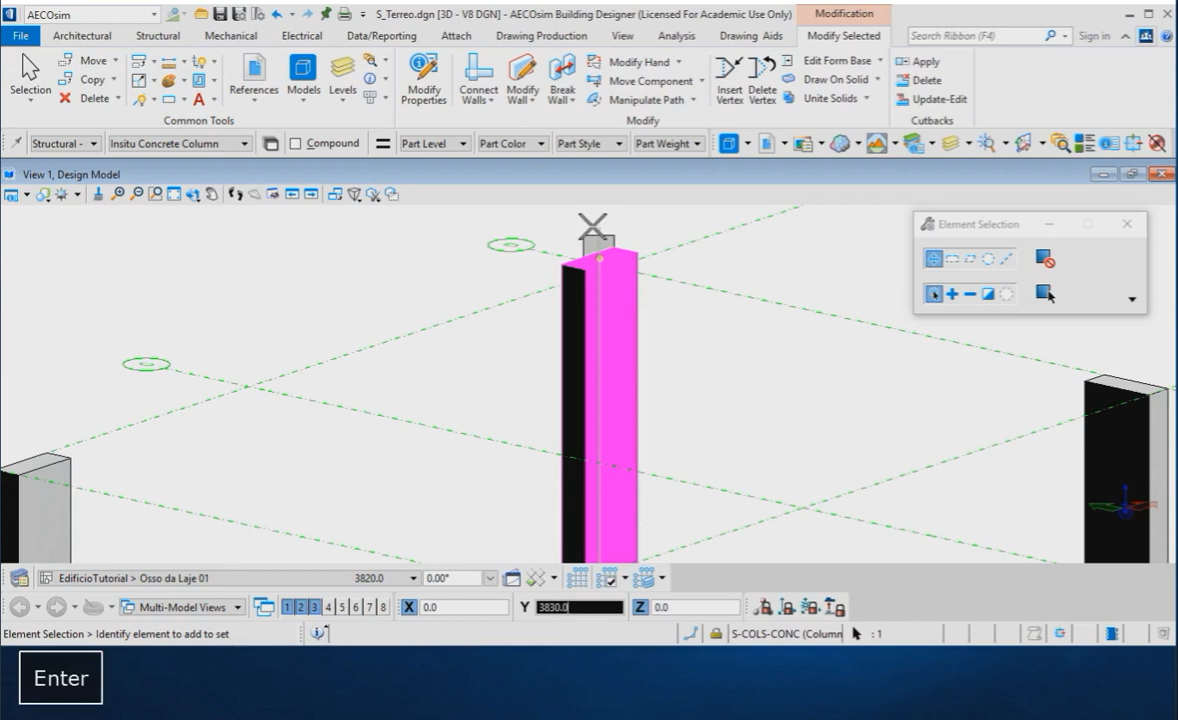 AECOsim
S_Terreo.dgn [3D - V8 DGN] - AECOsim Building Designer (Licensed For Academic Use Only)
Modification
File Architectural Structural Mechanical Electrical Data/Reporting Attach Drawing Production View Analysis Drawing Aids Modify Selected Search Ribbon (F4) Sign in
Selection
Move
Copy
Delete
References
Models
Levels
Common Tools
Modify Properties
Connect Walls
Modify Wall
Break Wall
Modify Hand
Move Component
Manipulate Path
Insert Vertex
Delete Vertex
Edit Form Base
Draw On Solid
Unite Solids
Modify
Apply
Delete
Update-Edit
Cutbacks
Structural - Insitu Concrete Column Compound Part Level Part Color Part Style Part Weight
View 1, Design Model
Element Selection
EdificioTutorial > Osso da Laje 01 3820.0 0.00°
Multi-Model Views 1 2 3 4 5 6 7 8 X 0.0 Y 3830.0 Z 0.0
Element Selection > Identify element to add to set S-COLS-CONC (Column : 1
Enter